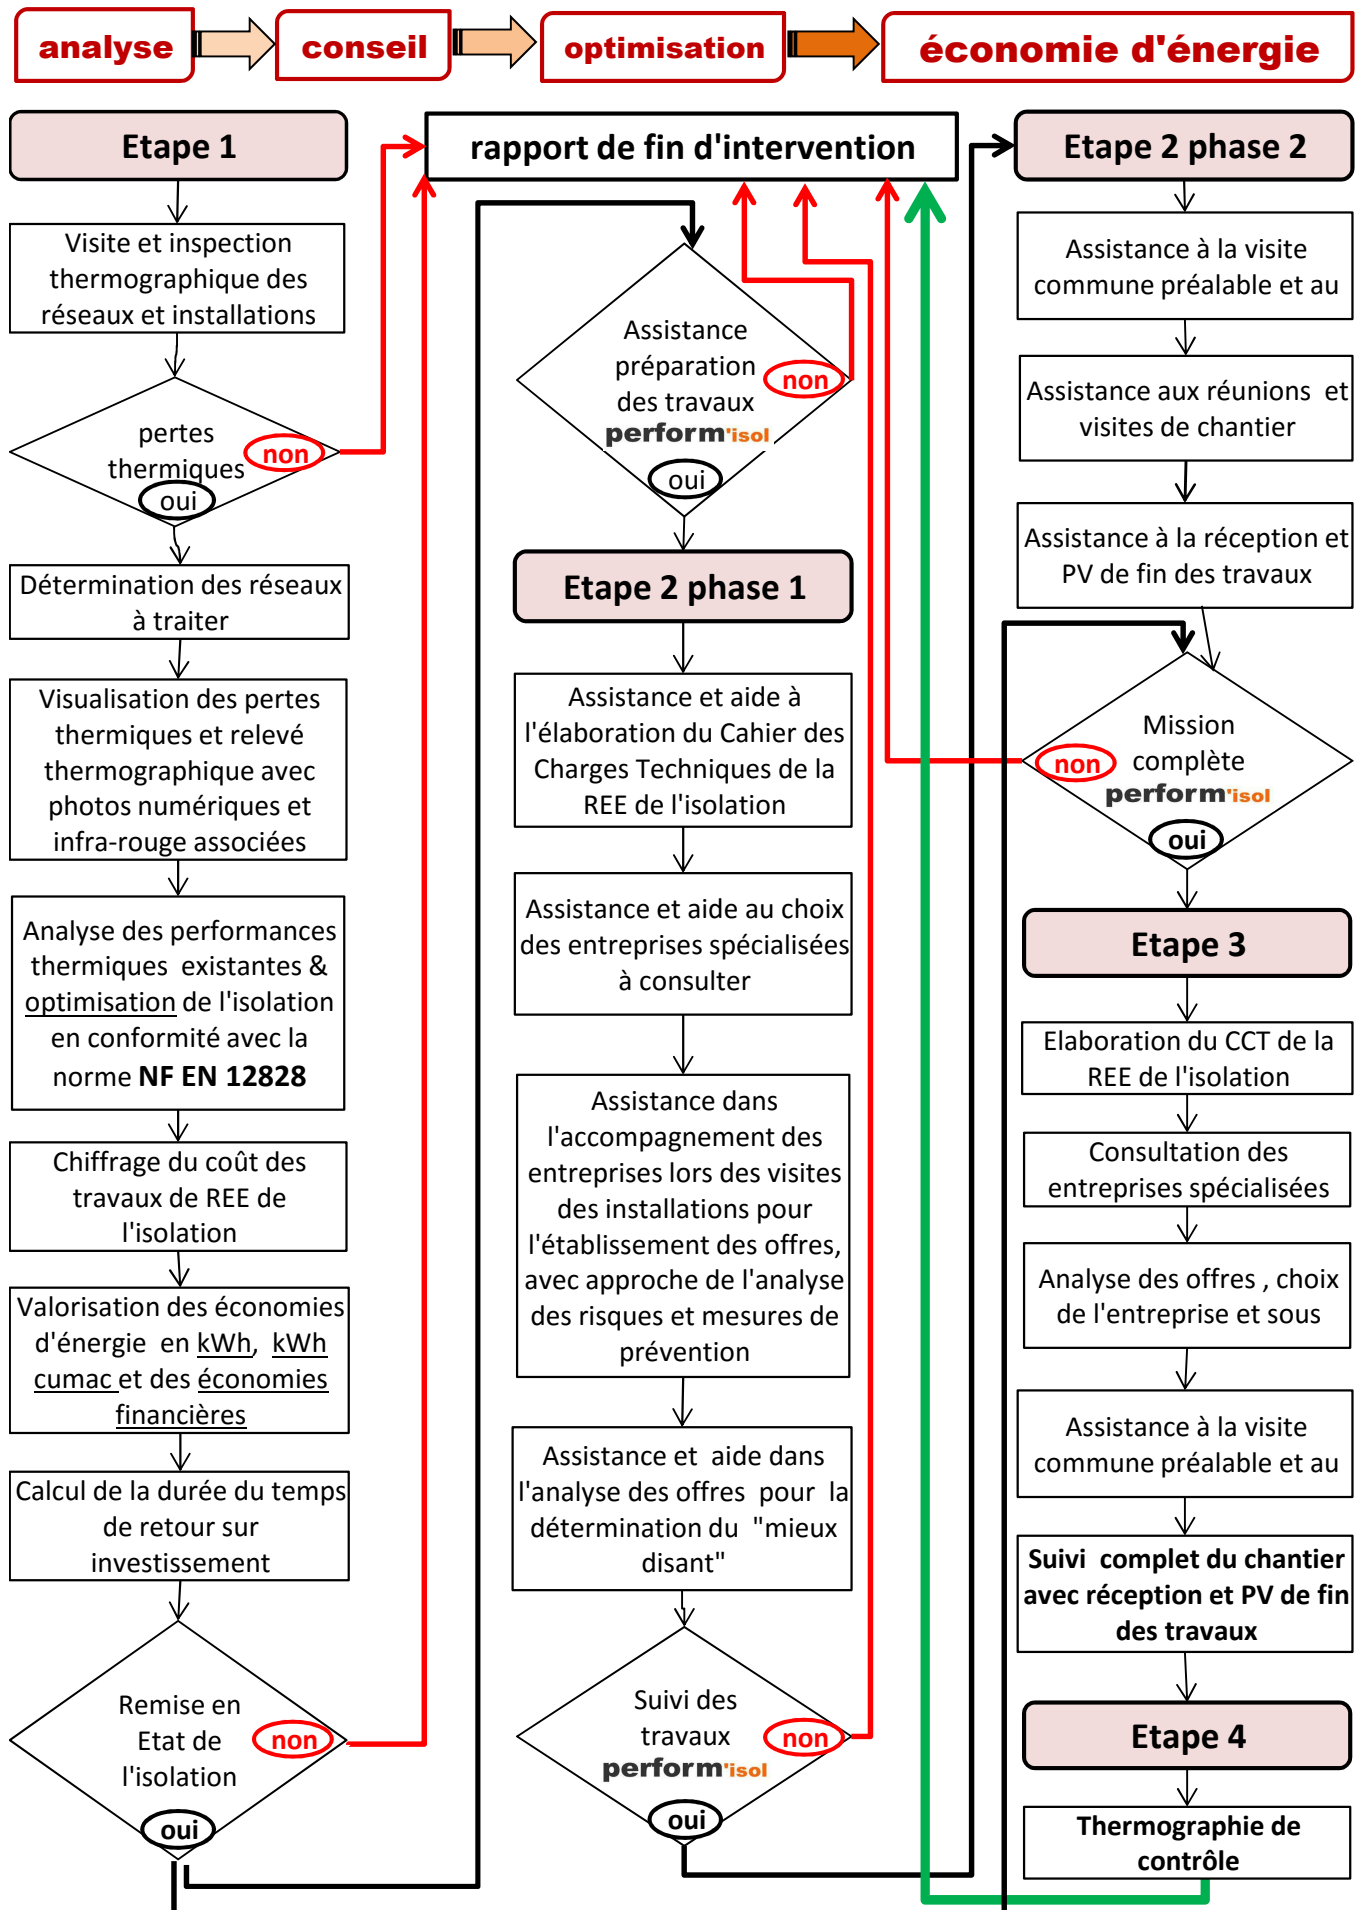 analyse
conseil
optimisation
économie d'énergie
Etape 1
Visite et inspection
thermographique des
réseaux et installations
pertes
thermiques
non
oui
Détermination des réseaux
à traiter
Visualisation des pertes
thermiques et relevé
thermographique avec
photos numériques et
infra-rouge associées
Analyse des performances
thermiques existantes &
optimisation de l'isolation
en conformité avec la
norme NF EN 12828
Chiffrage du coût des
travaux de REE de
l'isolation
Valorisation des économies
d'énergie en kWh, kWh
cumac et des économies
financières
Calcul de la durée du temps
de retour sur
investissement
Remise en
Etat de
l'isolation
non
oui
rapport de fin d'intervention
Assistance
préparation
des travaux
perform'isol
non
oui
Etape 2 phase 1
Assistance et aide à
l'élaboration du Cahier des
Charges Techniques de la
REE de l'isolation
Assistance et aide au choix
des entreprises spécialisées
à consulter
Assistance dans
l'accompagnement des
entreprises lors des visites
des installations pour
l'établissement des offres,
avec approche de l'analyse
des risques et mesures de
prévention
Assistance et aide dans
l'analyse des offres pour la
détermination du "mieux
disant"
Suivi des
travaux
perform'isol
non
oui
Etape 2 phase 2
Assistance à la visite
commune préalable et au
Assistance aux réunions et
visites de chantier
Assistance à la réception et
PV de fin des travaux
Mission
complète
perform'isol
non
oui
Etape 3
Elaboration du CCT de la
REE de l'isolation
Consultation des
entreprises spécialisées
Analyse des offres , choix
de l'entreprise et sous
Assistance à la visite
commune préalable et au
Suivi complet du chantier
avec réception et PV de fin
des travaux
Etape 4
Thermographie de
contrôle